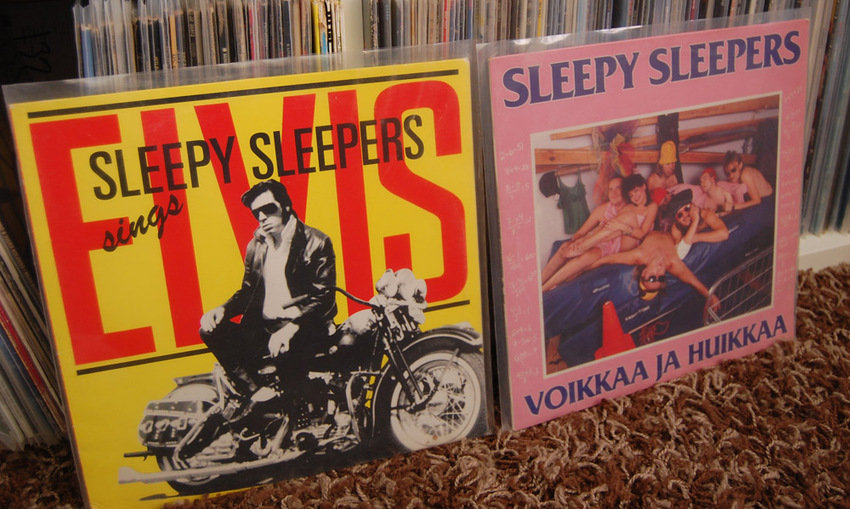 ELVIS
SLEEPY SLEEPERS
sings
SLEEPY SLEEPERS
VOIKKAA JA HUIKKAA